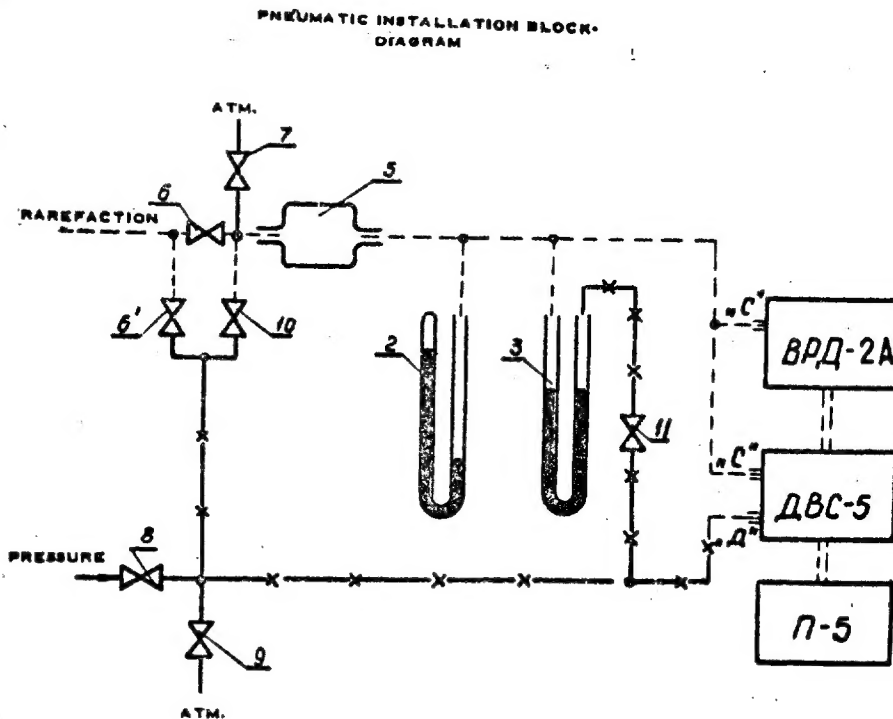 PNEUMATIC INSTALLATION BLOCK-
DIAGRAM
ATM.
7
6
5
RAREFACTION
6'
10
2
3
11
„С"
ВРД-2А
„С"
ДВС-5
„Д"
8
PRESSURE
9
П-5
ATM.